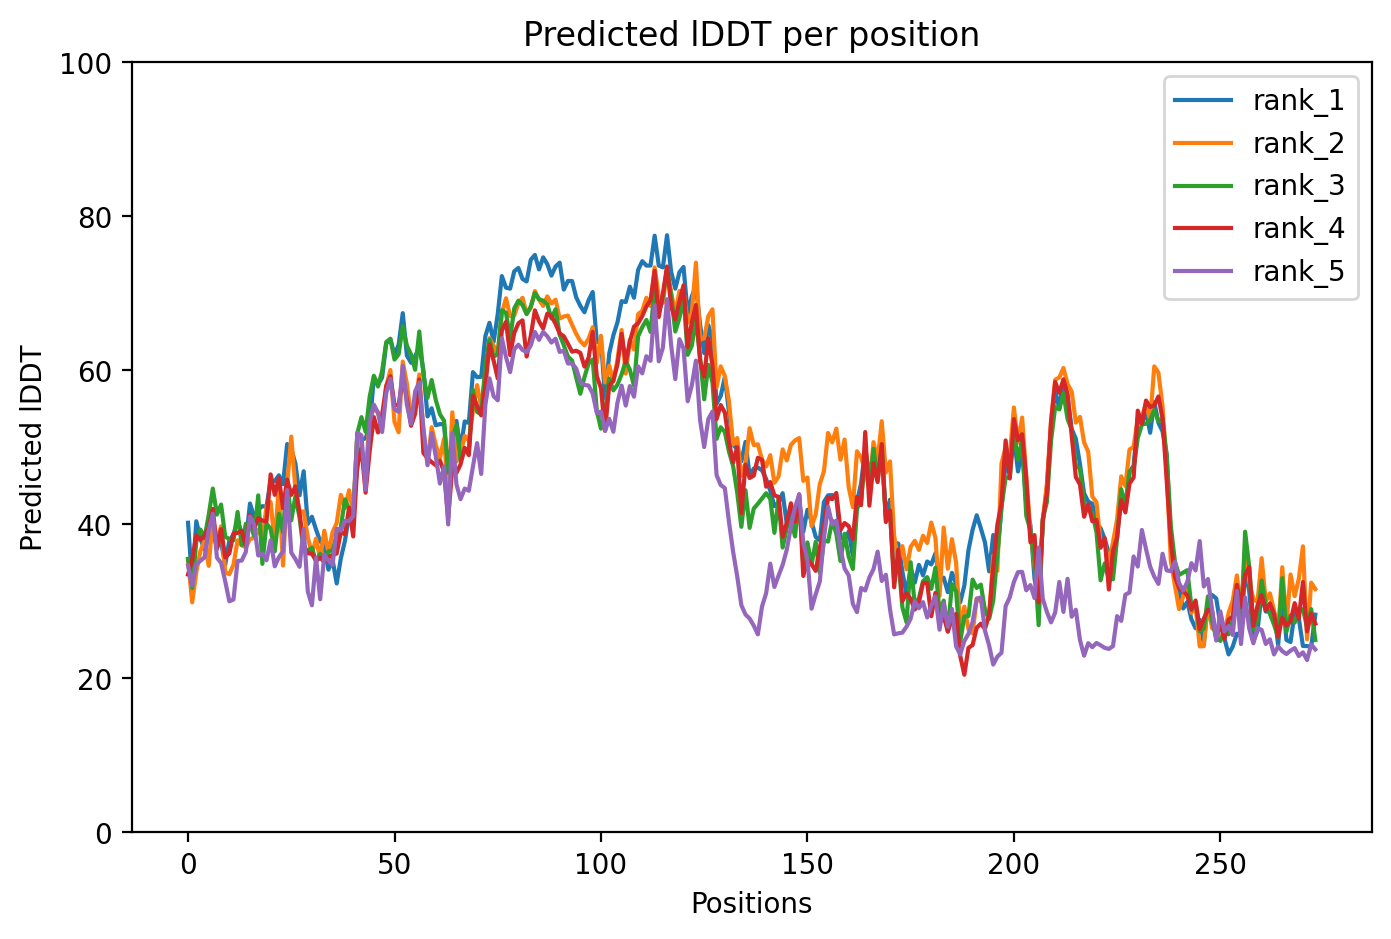 Predicted lDDT per position
100
80
60
40
20
0
Predicted lDDT
rank_1
rank_2
rank_3
rank_4
rank_5
0 50 100 150 200 250
Positions